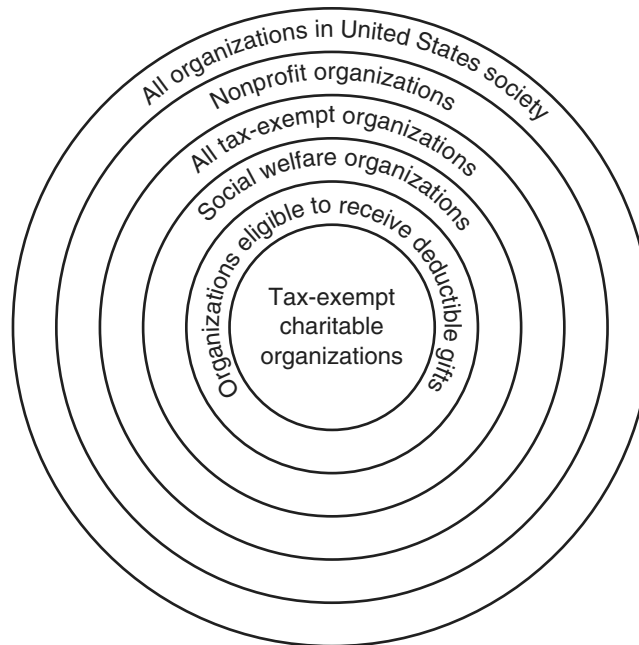 All organizations in United States society
Nonprofit organizations
All tax-exempt organizations
Social welfare organizations
Organizations eligible to receive deductible gifts
Tax-exempt
charitable
organizations